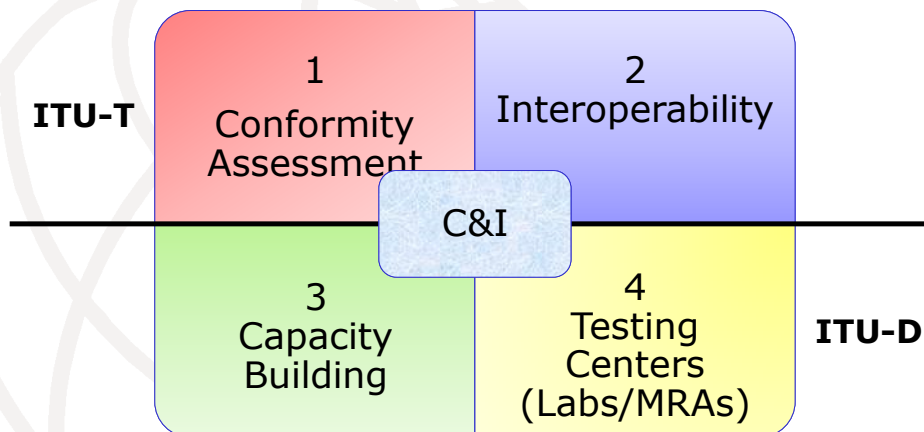 1
Conformity
Assessment
2
Interoperability
ITU-T
C&I
3
Capacity
Building
4
Testing
Centers
(Labs/MRAs)
ITU-D